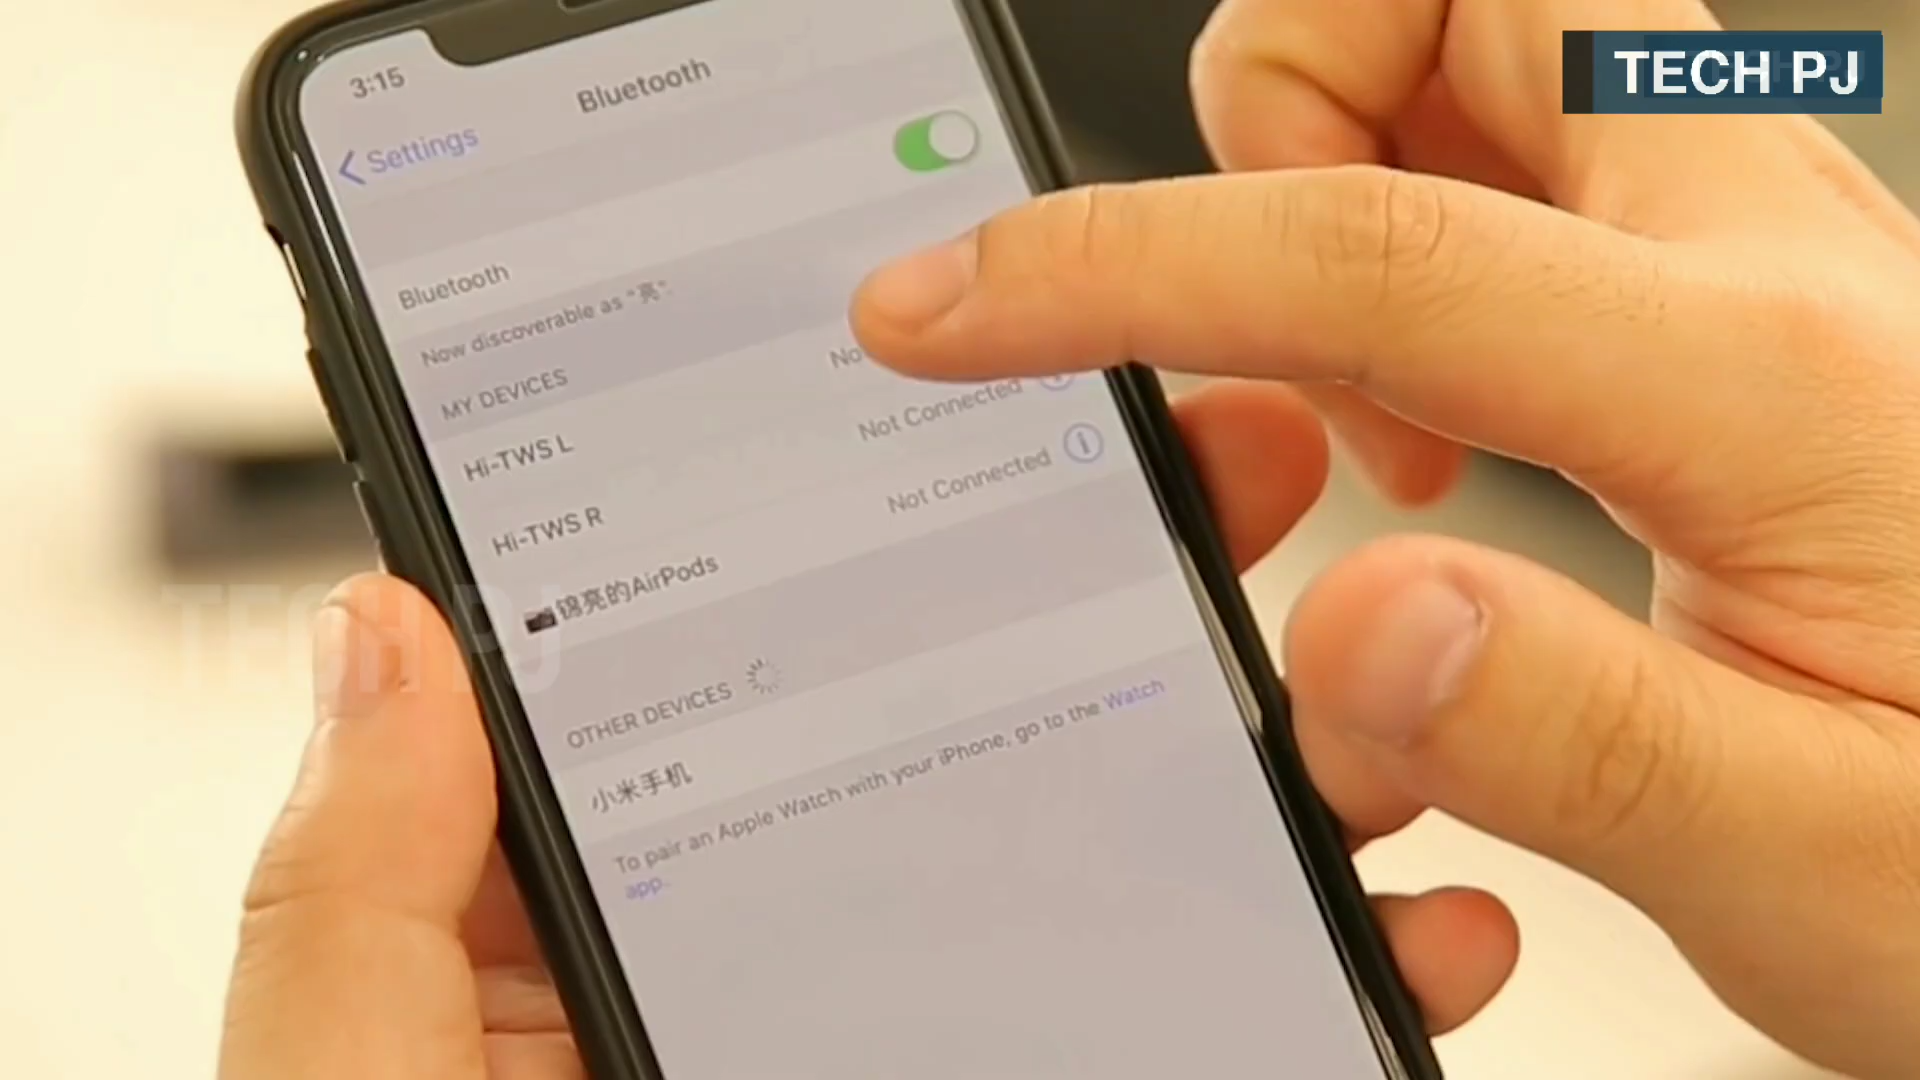 TECH PJ
3:15
Bluetooth
Settings
Bluetooth
Now discoverable as "亮".
MY DEVICES
Hi-TWS L
Hi-TWS R Not Connected
锦亮的AirPods Not Connected
OTHER DEVICES
小米手机
To pair an Apple Watch with your iPhone, go to the Watch
app.
TECH PJ